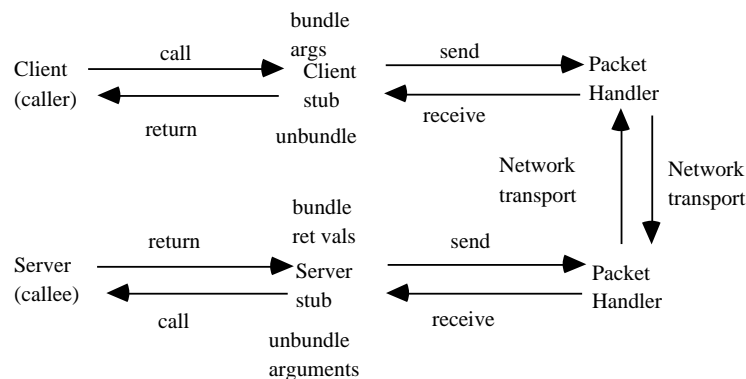 bundle
args
call
send
Client
(caller)
Client
stub
Packet
Handler
return
unbundle
receive
Network
transport
Network
transport
bundle
ret vals
return
send
Server
(callee)
Server
stub
Packet
Handler
call
receive
unbundle
arguments